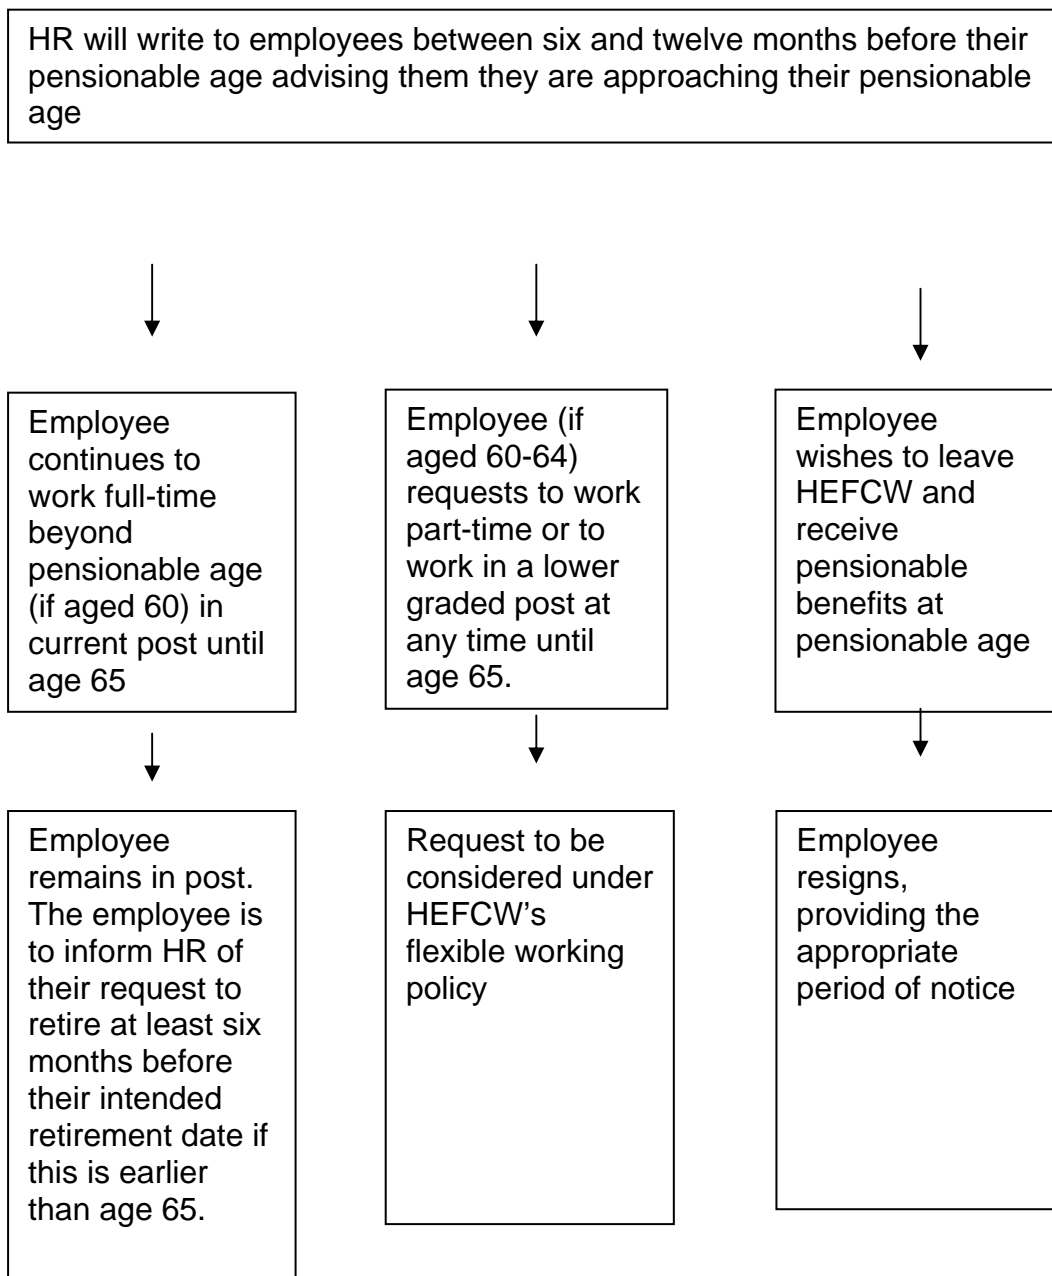 HR will write to employees between six and twelve months before their
pensionable age advising them they are approaching their pensionable
age
Employee
continues to
work full-time
beyond
pensionable age
(if aged 60) in
current post until
age 65
Employee (if
aged 60-64)
requests to work
part-time or to
work in a lower
graded post at
any time until
age 65.
Employee
wishes to leave
HEFCW and
receive
pensionable
benefits at
pensionable age
Employee
remains in post.
The employee is
to inform HR of
their request to
retire at least six
months before
their intended
retirement date if
this is earlier
than age 65.
Request to be
considered under
HEFCW’s
flexible working
policy
Employee
resigns,
providing the
appropriate
period of notice